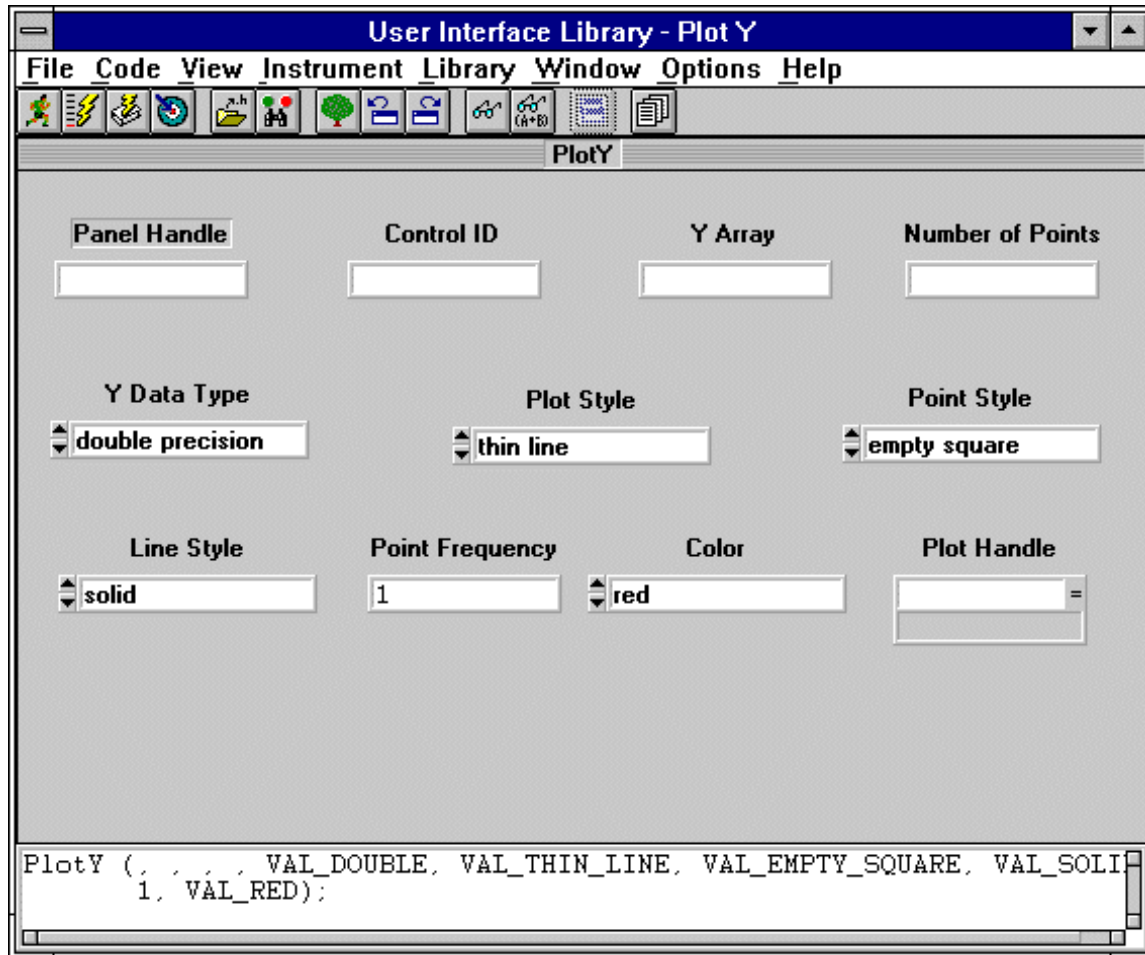 User Interface Library - Plot Y
File Code View Instrument Library Window Options Help
(A+B)
PlotY
Panel Handle Control ID Y Array Number of Points
Y Data Type Plot Style Point Style
double precision thin line empty square
Line Style Point Frequency Color Plot Handle
solid 1 red =
PlotY (, , , , VAL_DOUBLE, VAL_THIN_LINE, VAL_EMPTY_SQUARE, VAL_SOLI
1, VAL_RED);